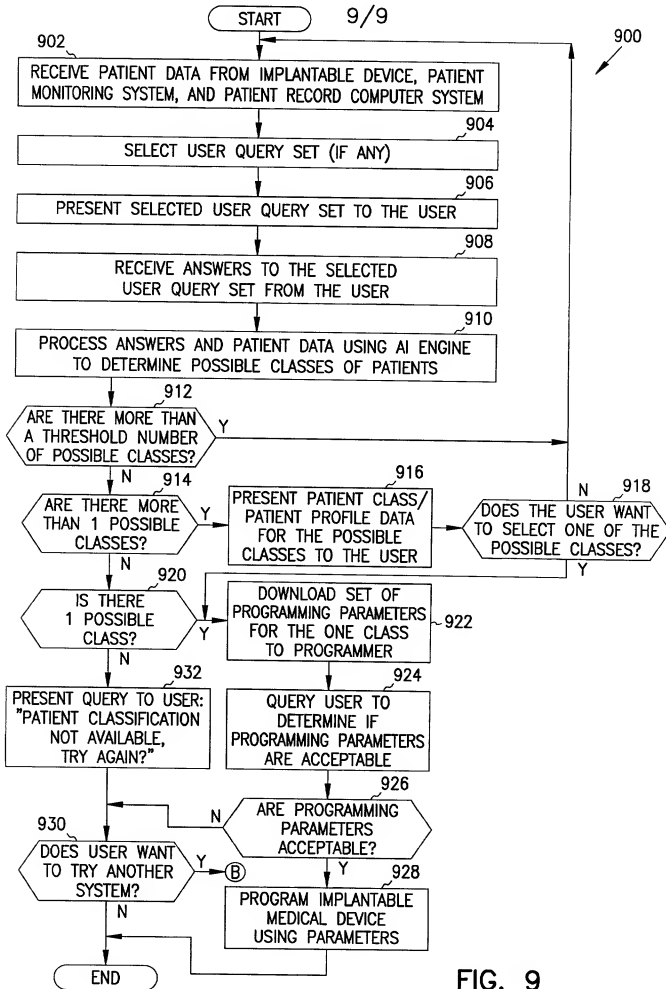 START
9/9
900
902
RECEIVE PATIENT DATA FROM IMPLANTABLE DEVICE, PATIENT
MONITORING SYSTEM, AND PATIENT RECORD COMPUTER SYSTEM
904
SELECT USER QUERY SET (IF ANY)
906
PRESENT SELECTED USER QUERY SET TO THE USER
908
RECEIVE ANSWERS TO THE SELECTED
USER QUERY SET FROM THE USER
910
PROCESS ANSWERS AND PATIENT DATA USING AI ENGINE
TO DETERMINE POSSIBLE CLASSES OF PATIENTS
912
ARE THERE MORE THAN
A THRESHOLD NUMBER
OF POSSIBLE CLASSES?
Y
N
914
ARE THERE MORE
THAN 1 POSSIBLE
CLASSES?
Y
N
916
PRESENT PATIENT CLASS/
PATIENT PROFILE DATA
FOR THE POSSIBLE
CLASSES TO THE USER
N
918
DOES THE USER WANT
TO SELECT ONE OF THE
POSSIBLE CLASSES?
Y
920
IS THERE
1 POSSIBLE
CLASS?
Y
N
DOWNLOAD SET OF
PROGRAMMING PARAMETERS
FOR THE ONE CLASS
TO PROGRAMMER
922
932
PRESENT QUERY TO USER:
"PATIENT CLASSIFICATION
NOT AVAILABLE,
TRY AGAIN?"
924
QUERY USER TO
DETERMINE IF
PROGRAMMING PARAMETERS
ARE ACCEPTABLE
926
N
ARE PROGRAMMING
PARAMETERS
ACCEPTABLE?
Y
930
DOES USER WANT
TO TRY ANOTHER
SYSTEM?
Y
B
N
928
PROGRAM IMPLANTABLE
MEDICAL DEVICE
USING PARAMETERS
END
FIG. 9